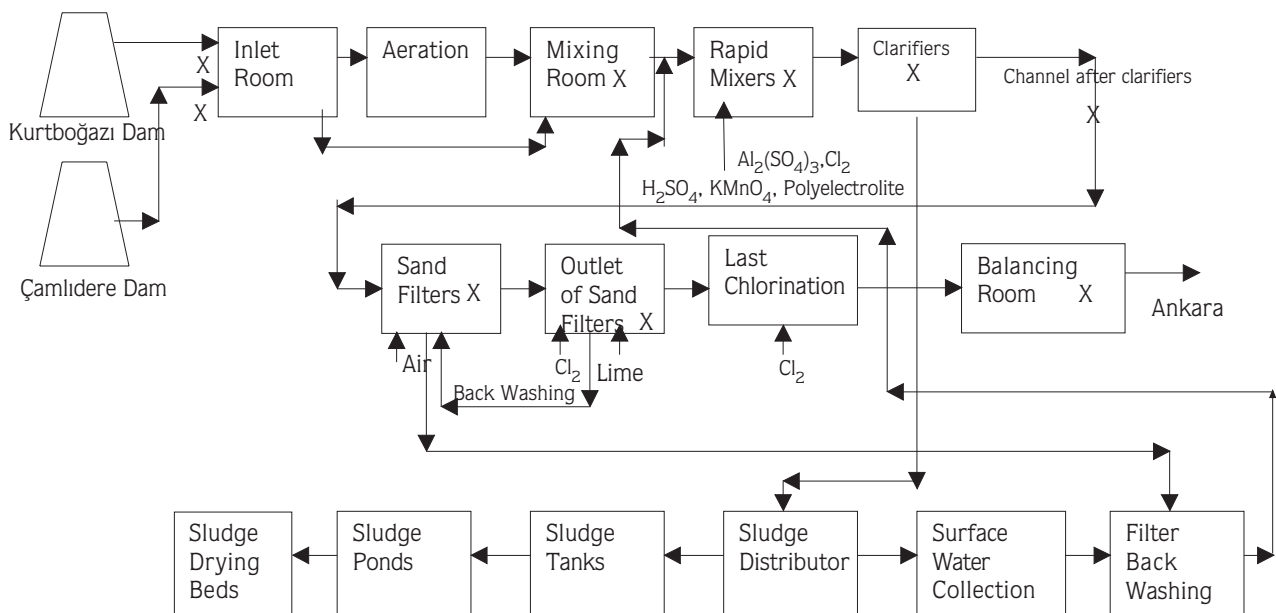 Inlet
Room
Aeration
Mixing
Room X
Rapid
Mixers X
Clarifiers
X
Channel after clarifiers
X
X
X
Kurtboğazı Dam
Al2(SO4)3,Cl2
H2SO4, KMnO4, Polyelectrolite
Çamlıdere Dam
Sand
Filters X
Outlet
of Sand
Filters X
Last
Chlorination
Balancing
Room X
Ankara
Air
Cl2
Lime
Cl2
Back Washing
Sludge
Drying
Beds
Sludge
Ponds
Sludge
Tanks
Sludge
Distributor
Surface
Water
Collection
Filter
Back
Washing